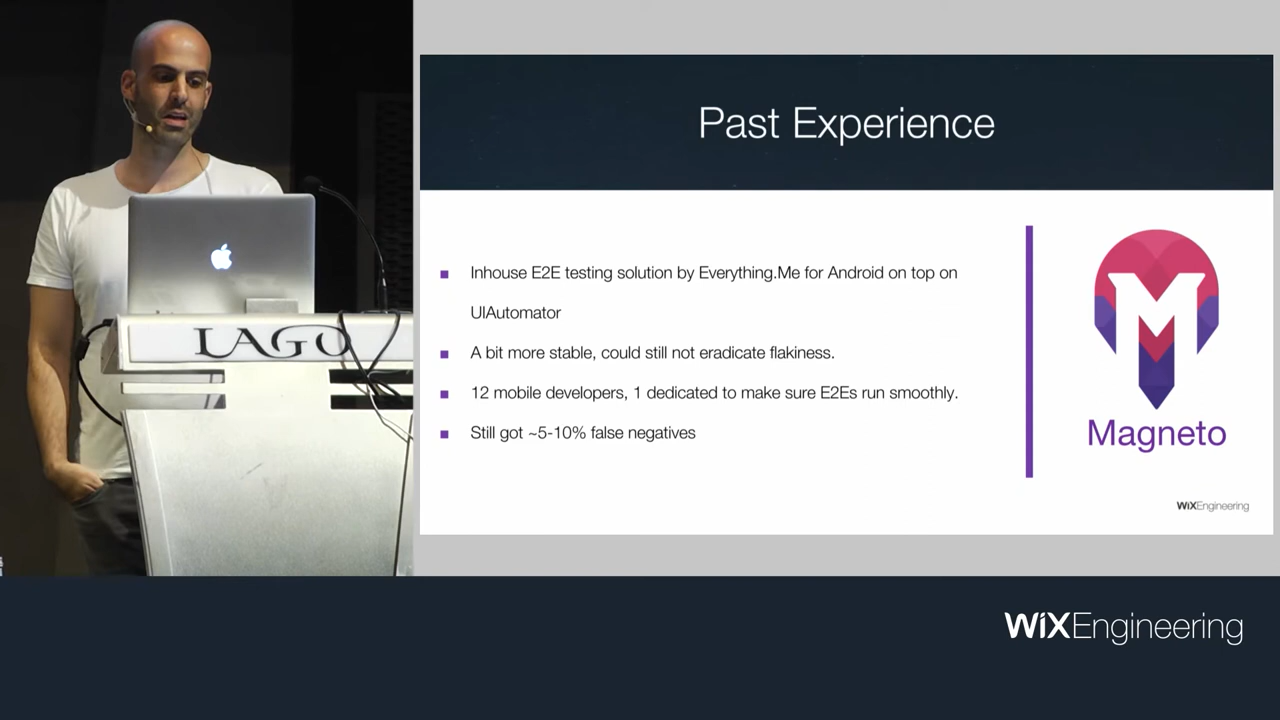 Past Experience
Inhouse E2E testing solution by Everything.Me for Android on top on
UIAutomator
A bit more stable, could still not eradicate flakiness.
12 mobile developers, 1 dedicated to make sure E2Es run smoothly.
Still got ~5-10% false negatives
M
Magneto
WiXEngineering
LAGO
WiXEngineering